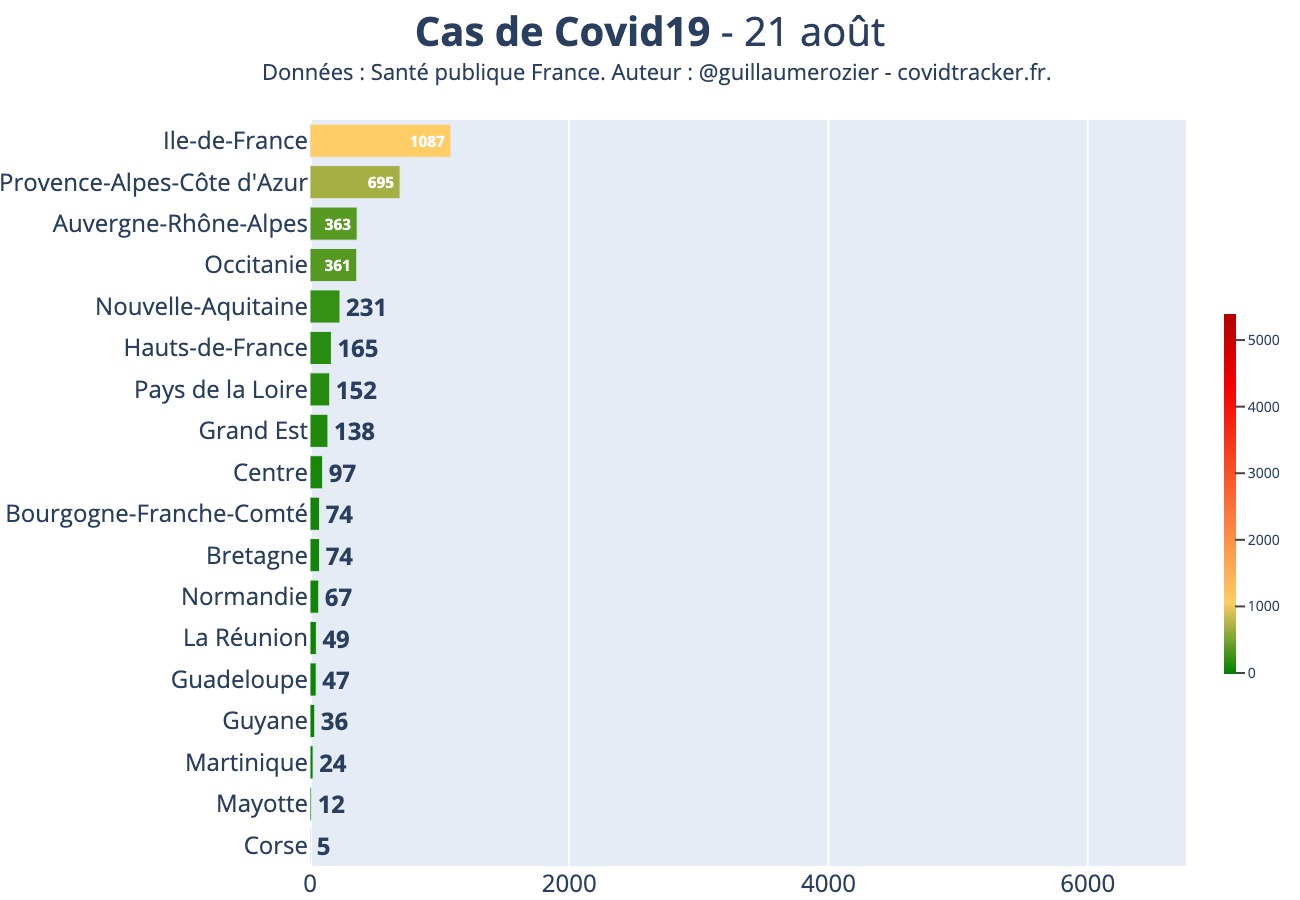 Cas de Covid19 - 21 août
Données : Santé publique France. Auteur : @guillaumerozier - covidtracker.fr.
Ile-de-France 1087
Provence-Alpes-Côte d'Azur 695
Auvergne-Rhône-Alpes 363
Occitanie 361
Nouvelle-Aquitaine 231
Hauts-de-France 165
Pays de la Loire 152
Grand Est 138
Centre 97
Bourgogne-Franche-Comté 74
Bretagne 74
Normandie 67
La Réunion 49
Guadeloupe 47
Guyane 36
Martinique 24
Mayotte 12
Corse 5
0 2000 4000 6000
5000
4000
3000
2000
1000
0